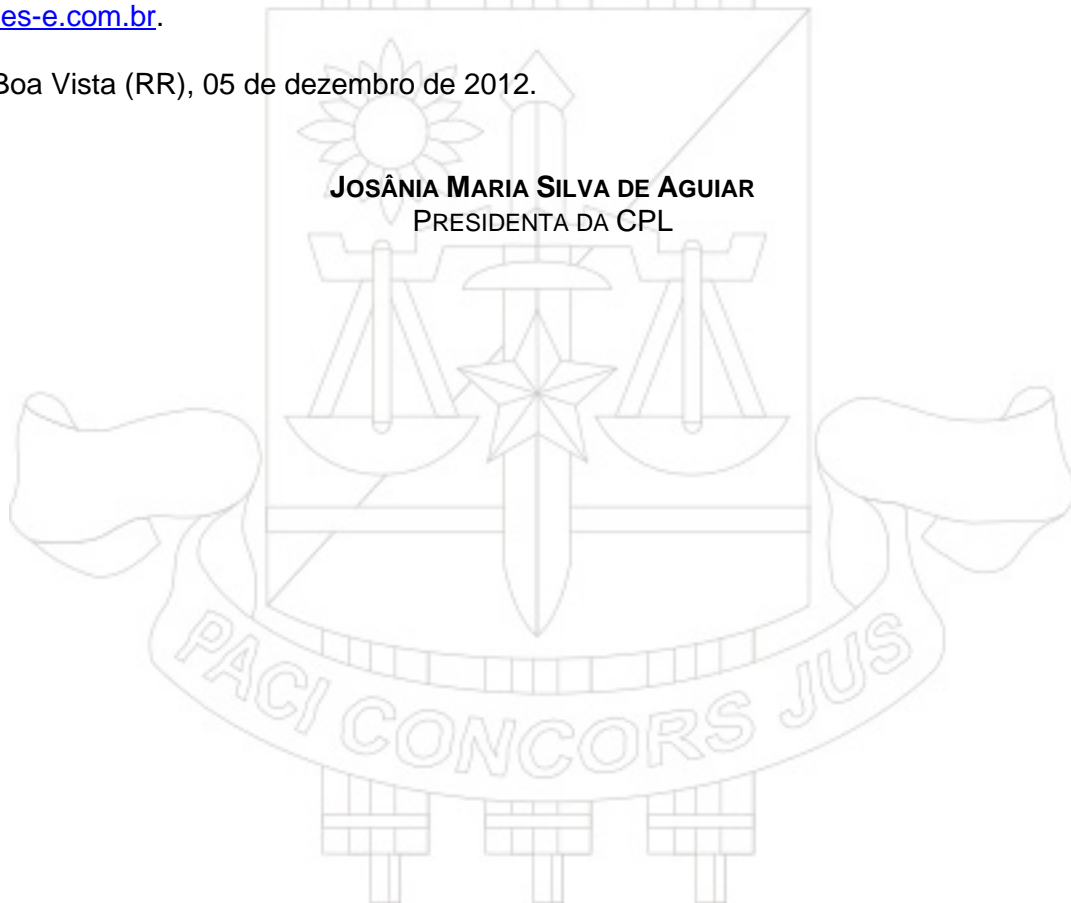 es-e.com.br.
Boa Vista (RR), 05 de dezembro de 2012.
JOSÂNIA MARIA SILVA DE AGUIAR
PRESIDENTA DA CPL
PACI CONCORS JUS